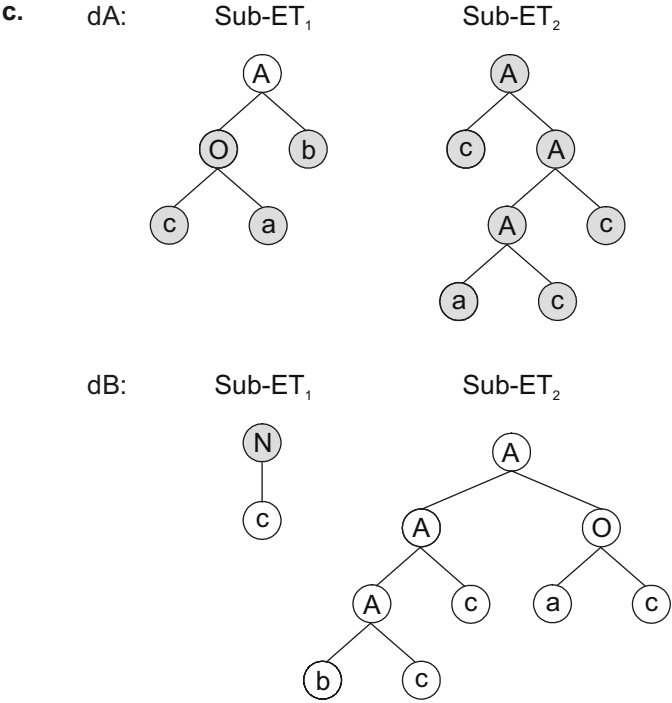 c. dA: Sub-ET₁ Sub-ET₂
A A
O b c A
c a A c
a c
dB: Sub-ET₁ Sub-ET₂
N A
c A O
A c a c
b c